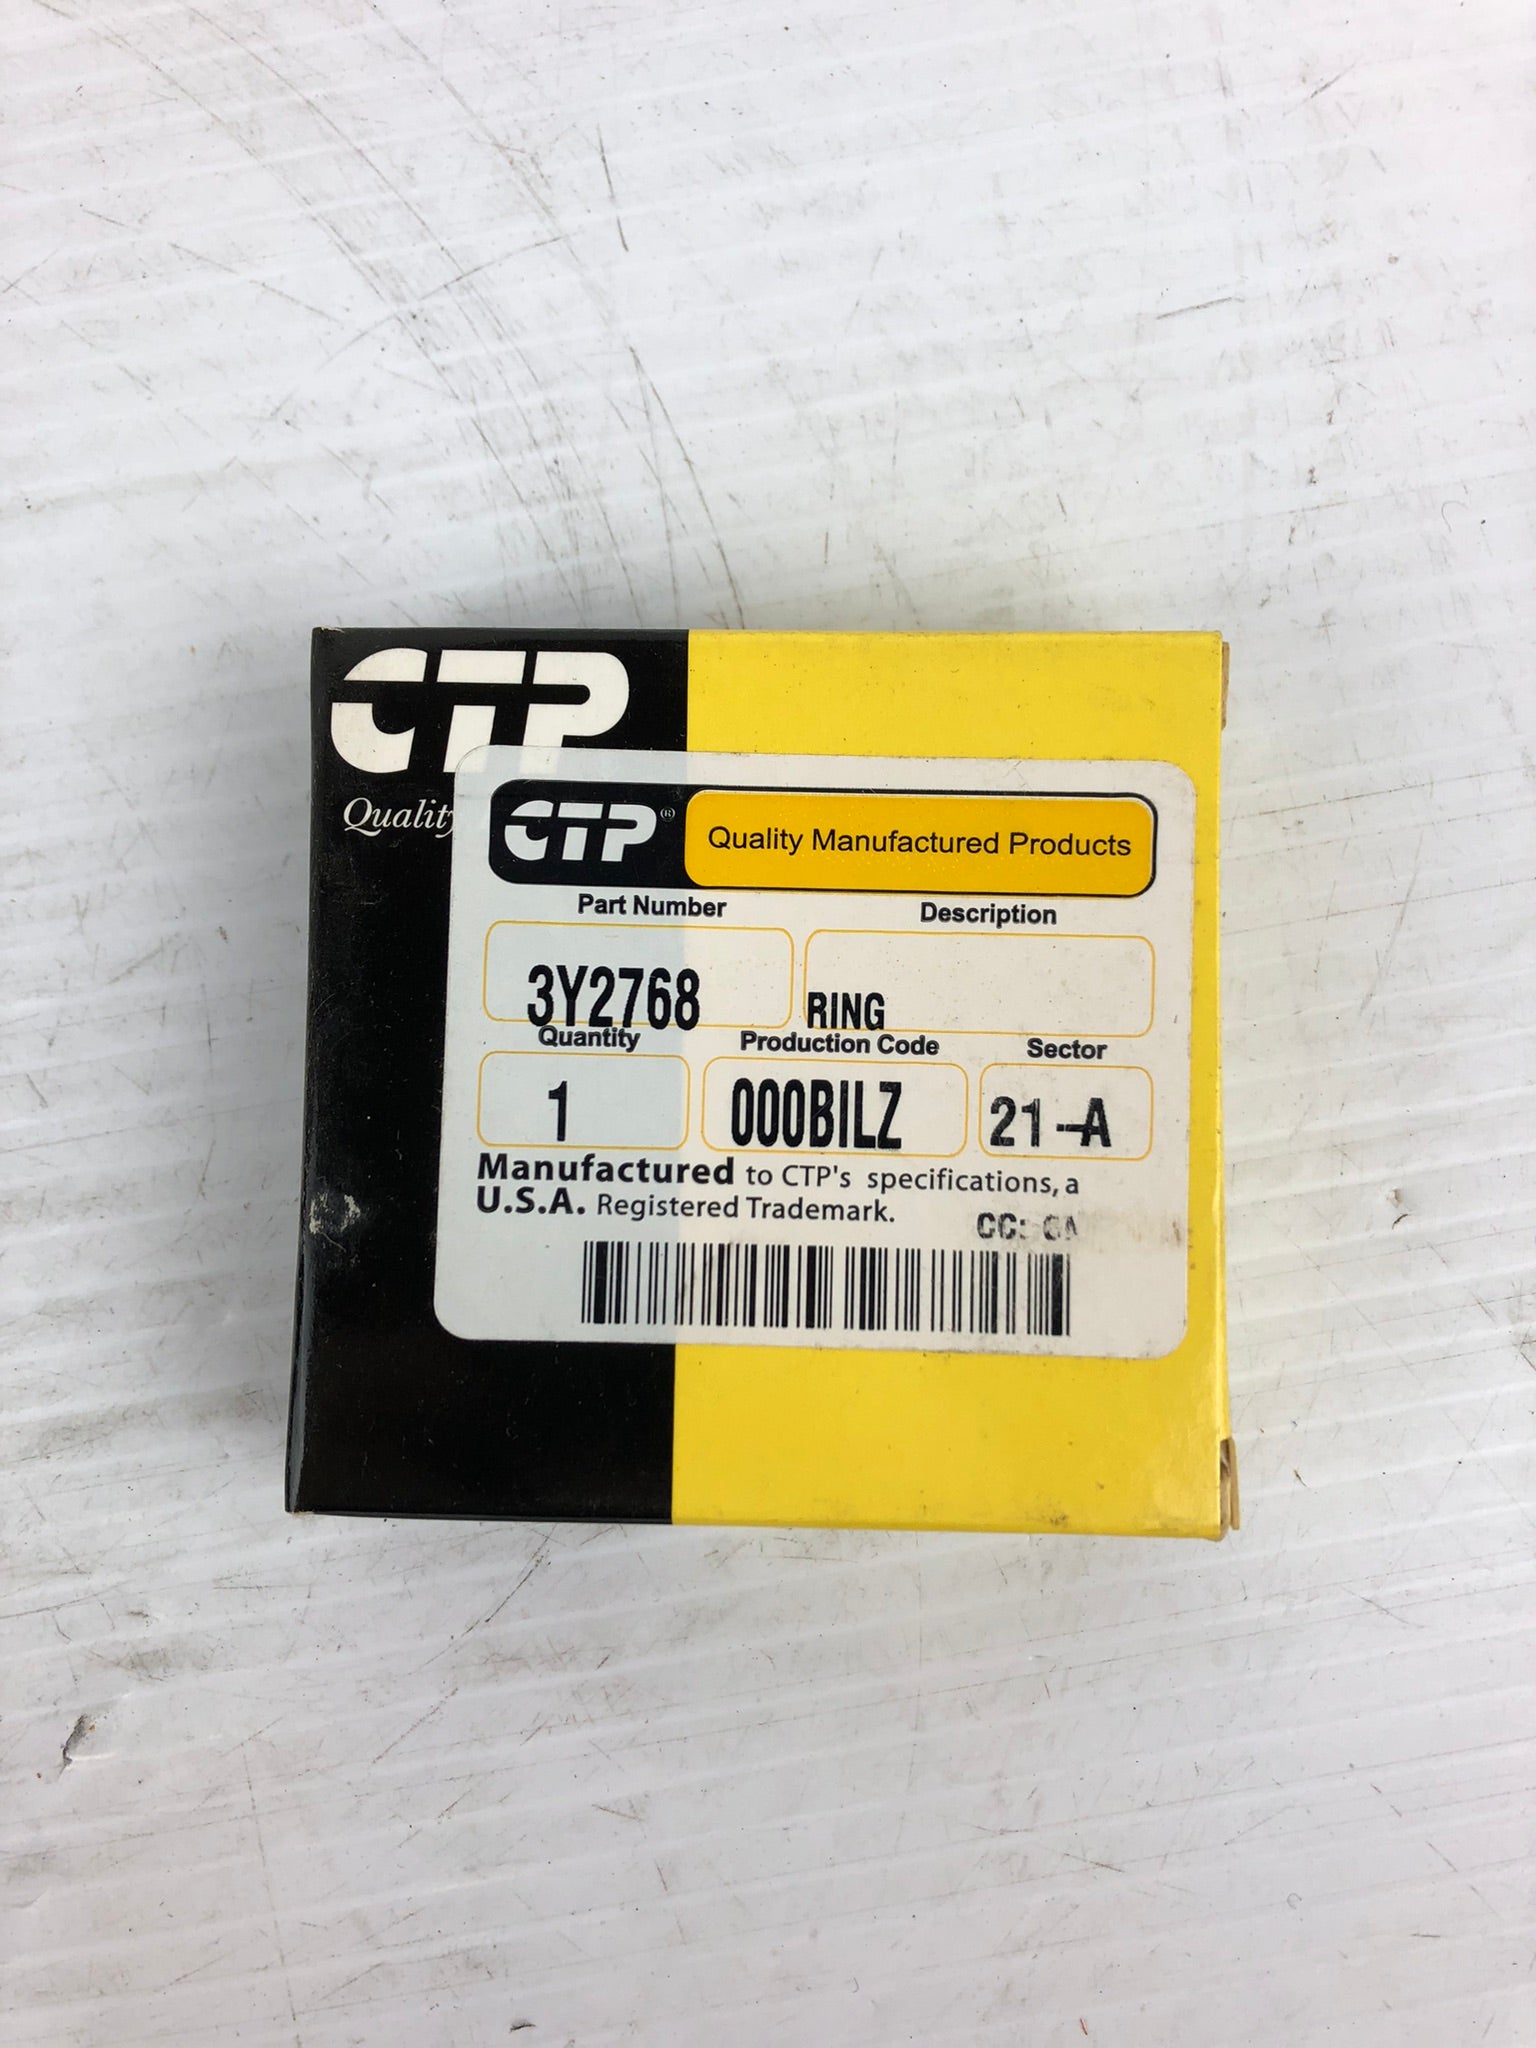 CTP
Quality
CTP® Quality Manufactured Products
Part Number Description
3Y2768 RING
Quantity Production Code Sector
1 000BILZ 21-A
Manufactured to CTP's specifications, a
U.S.A. Registered Trademark.
CC: